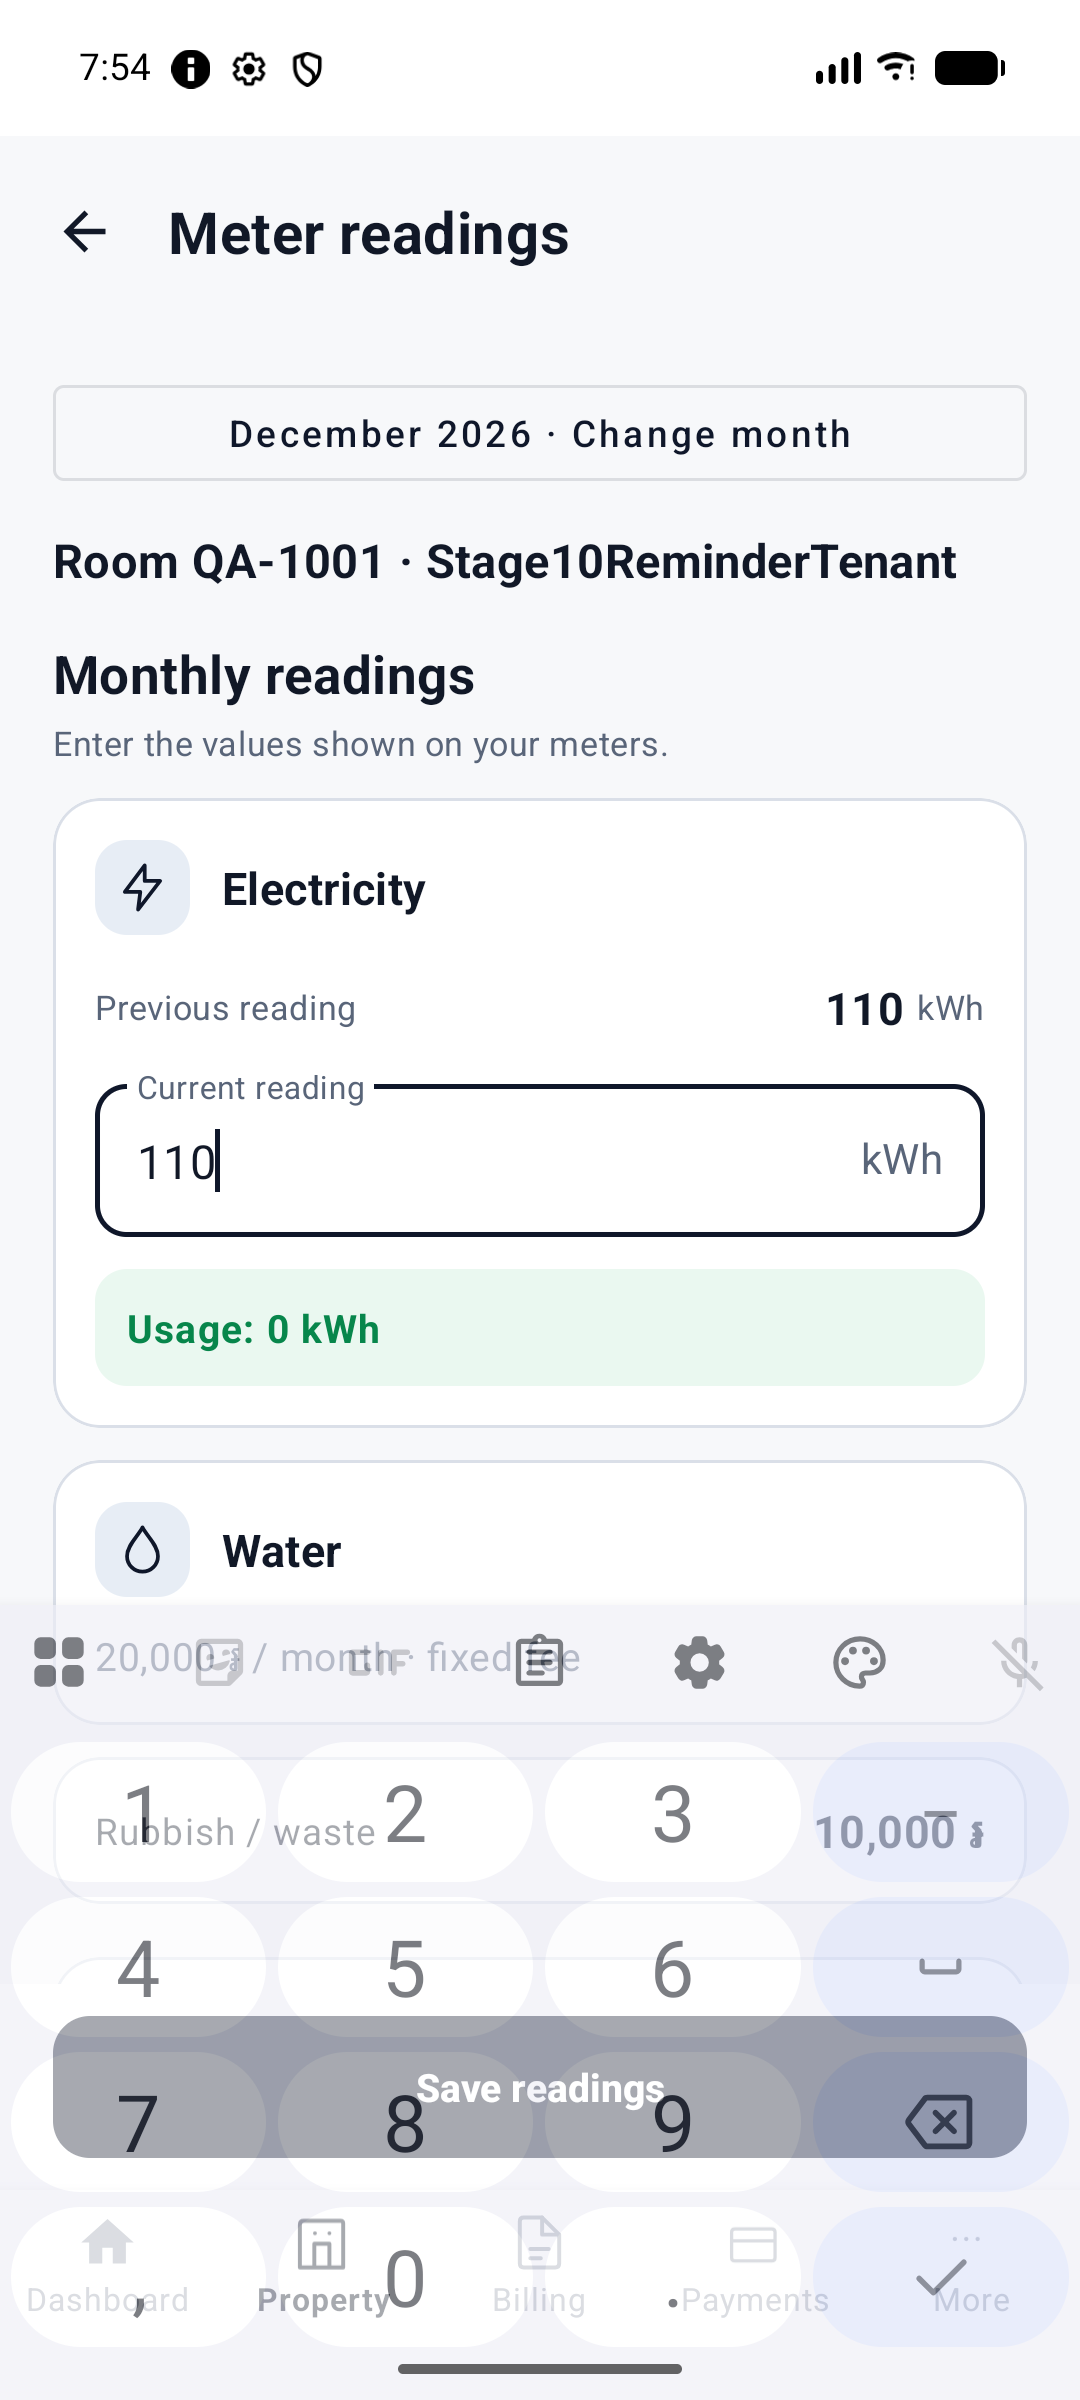 7:54
Meter readings
December 2026 · Change month
Room QA-1001 · Stage10ReminderTenant
Monthly readings
Enter the values shown on your meters.
Electricity
Previous reading 110 kWh
Current reading
110 kWh
Usage: 0 kWh
Water
20,000 ៛ / month · fixed fee
GIF
1 2 3 −
Rubbish / waste 10,000 ៛
4 5 6
Save readings
7 8 9
, 0 .
Dashboard Property Billing Payments More